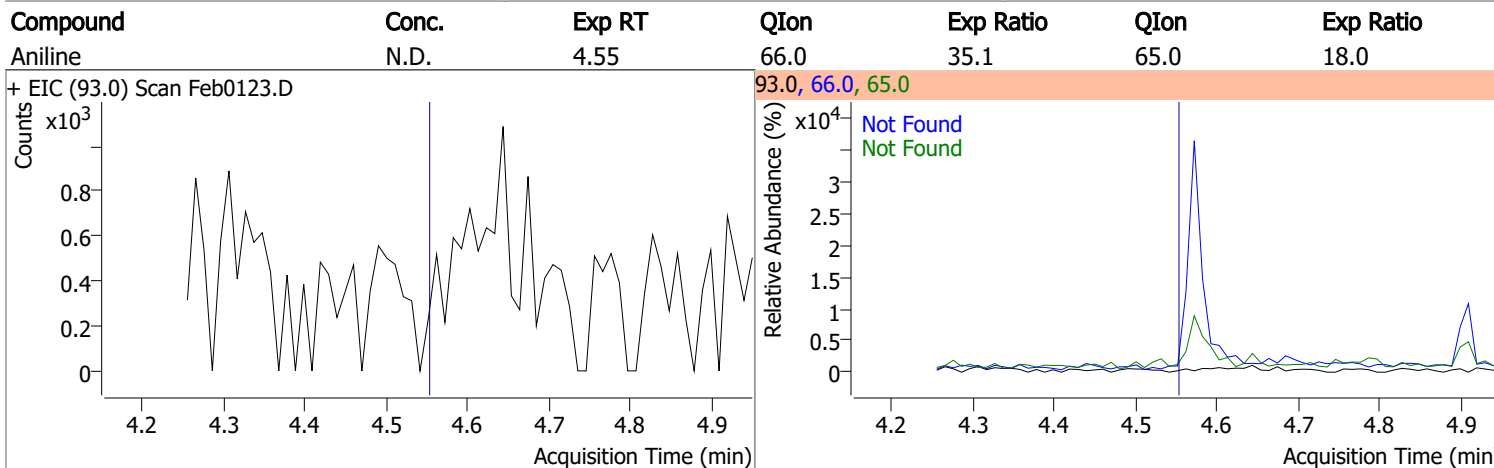 Compound Conc. Exp RT QIon Exp Ratio QIon Exp Ratio
Aniline N.D. 4.55 66.0 35.1 65.0 18.0
+ EIC (93.0) Scan Feb0123.D
Counts
x10³
0.8
0.6
0.4
0.2
0
4.2 4.3 4.4 4.5 4.6 4.7 4.8 4.9
Acquisition Time (min)
93.0, 66.0, 65.0
Relative Abundance (%)
x10⁴
Not Found
Not Found
3
2.5
2
1.5
1
0.5
0
4.2 4.3 4.4 4.5 4.6 4.7 4.8 4.9
Acquisition Time (min)